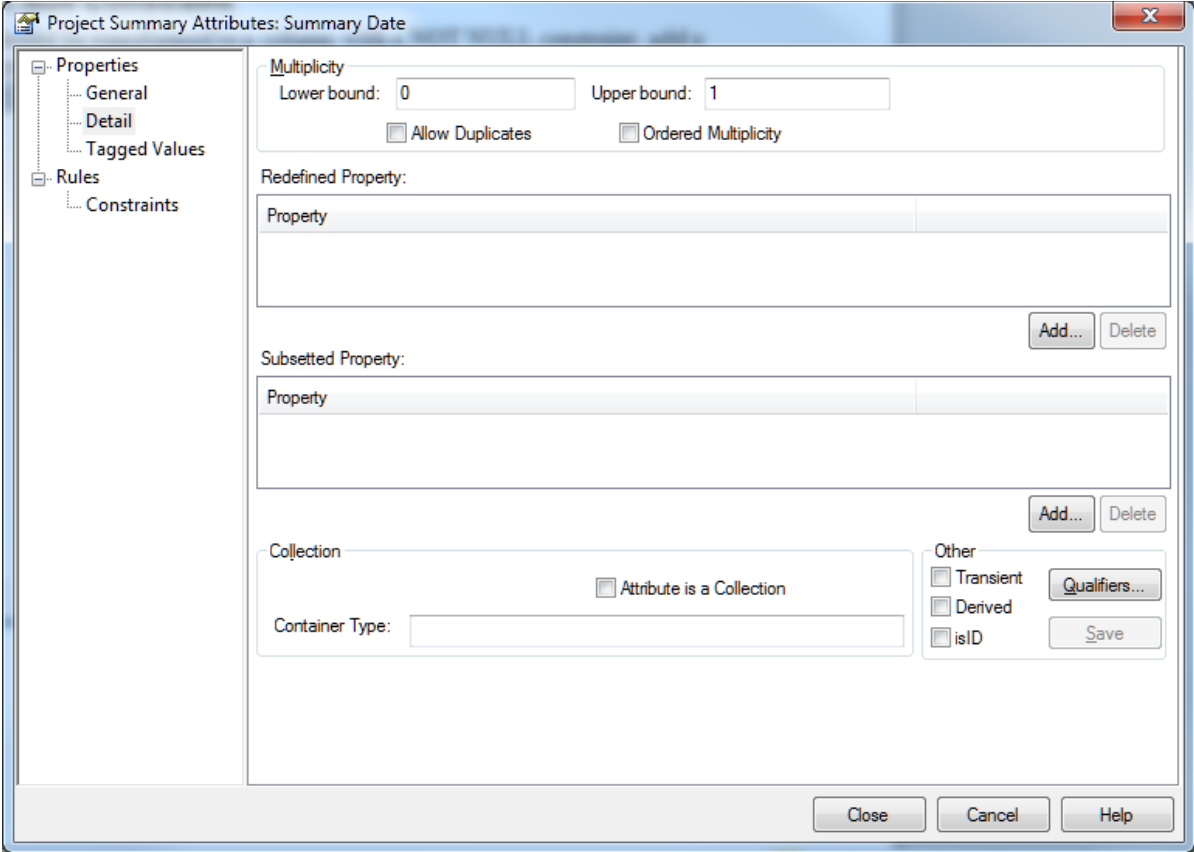 Project Summary Attributes: Summary Date
Properties
General
Detail
Tagged Values
Rules
Constraints
Multiplicity
Lower bound: 0 Upper bound: 1
Allow Duplicates Ordered Multiplicity
Redefined Property:
Property
Add... Delete
Subsetted Property:
Property
Add... Delete
Collection
Attribute is a Collection
Container Type:
Other
Transient
Qualifiers...
Derived
isID
Save
Close Cancel Help